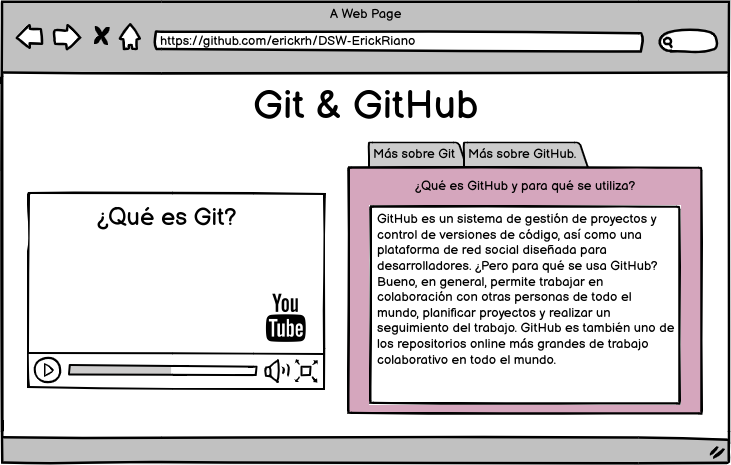 A Web Page
https://github.com/erickrh/DSW-ErickRiano
Git & GitHub
¿Qué es Git?
You
Tube
Más sobre Git
Más sobre GitHub.
¿Qué es GitHub y para qué se utiliza?
GitHub es un sistema de gestión de proyectos y
control de versiones de código, así como una
plataforma de red social diseñada para
desarrolladores. ¿Pero para qué se usa GitHub?
Bueno, en general, permite trabajar en
colaboración con otras personas de todo el
mundo, planificar proyectos y realizar un
seguimiento del trabajo. GitHub es también uno de
los repositorios online más grandes de trabajo
colaborativo en todo el mundo.